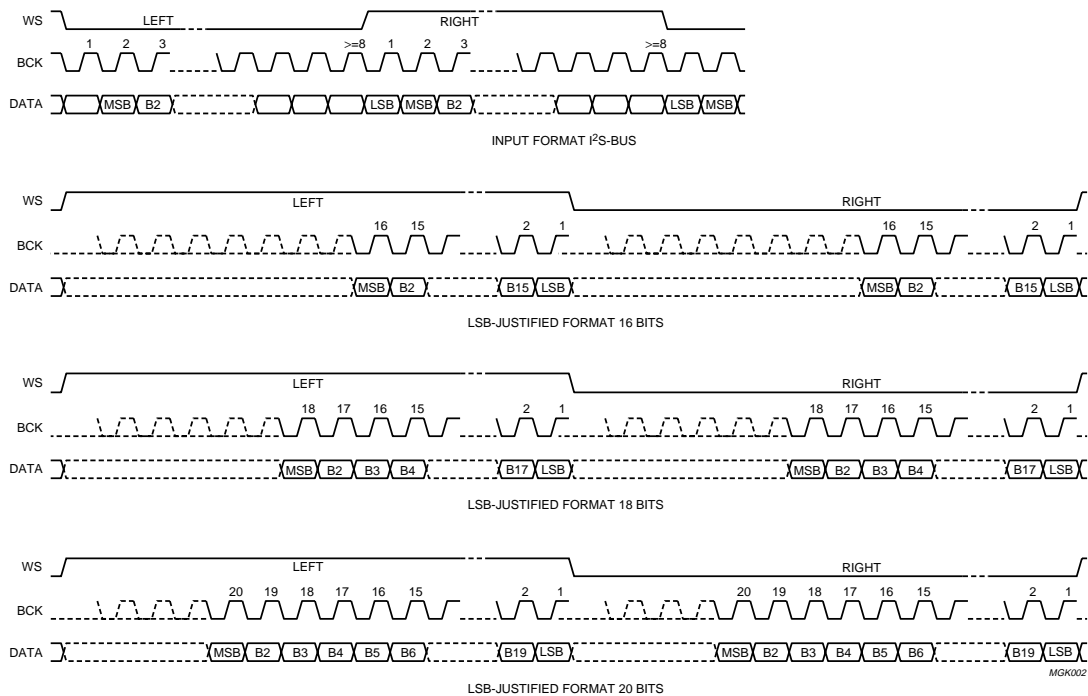 WS LEFT RIGHT
1 2 3 >=8 1 2 3 >=8
BCK
DATA MSB B2 LSB MSB B2 LSB MSB
INPUT FORMAT I²S-BUS
WS LEFT RIGHT
16 15 2 1 16 15 2 1
BCK
DATA MSB B2 B15 LSB MSB B2 B15 LSB
LSB-JUSTIFIED FORMAT 16 BITS
WS LEFT RIGHT
18 17 16 15 2 1 18 17 16 15 2 1
BCK
DATA MSB B2 B3 B4 B17 LSB MSB B2 B3 B4 B17 LSB
LSB-JUSTIFIED FORMAT 18 BITS
WS LEFT RIGHT
20 19 18 17 16 15 2 1 20 19 18 17 16 15 2 1
BCK
DATA MSB B2 B3 B4 B5 B6 B19 LSB MSB B2 B3 B4 B5 B6 B19 LSB
MGK002
LSB-JUSTIFIED FORMAT 20 BITS